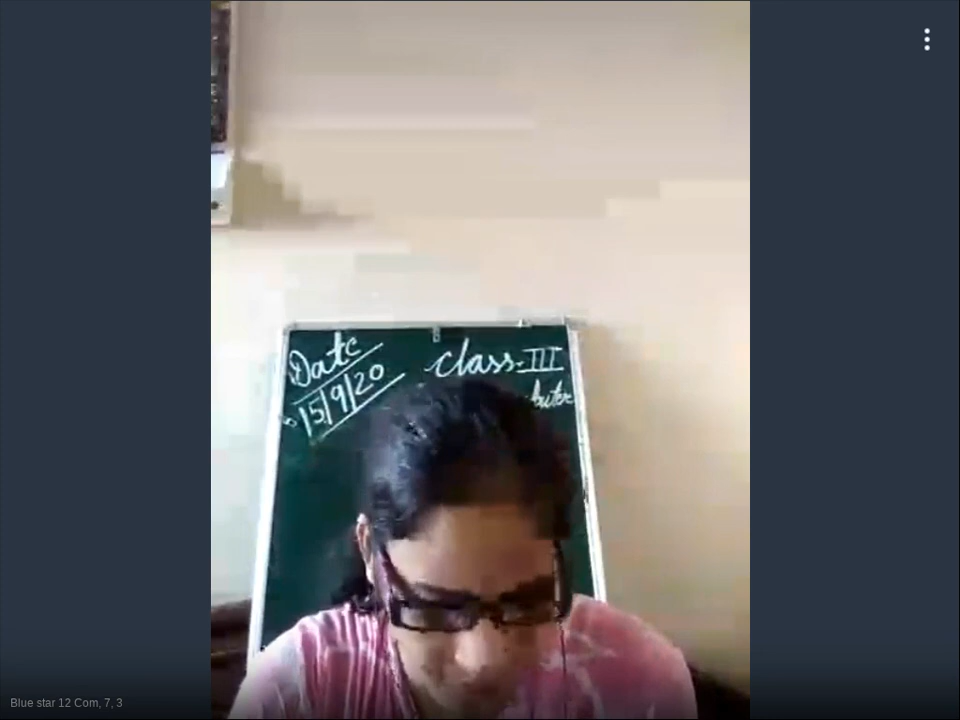 Date
15/9/20
Class-III
Blue star 12 Com, 7, 3